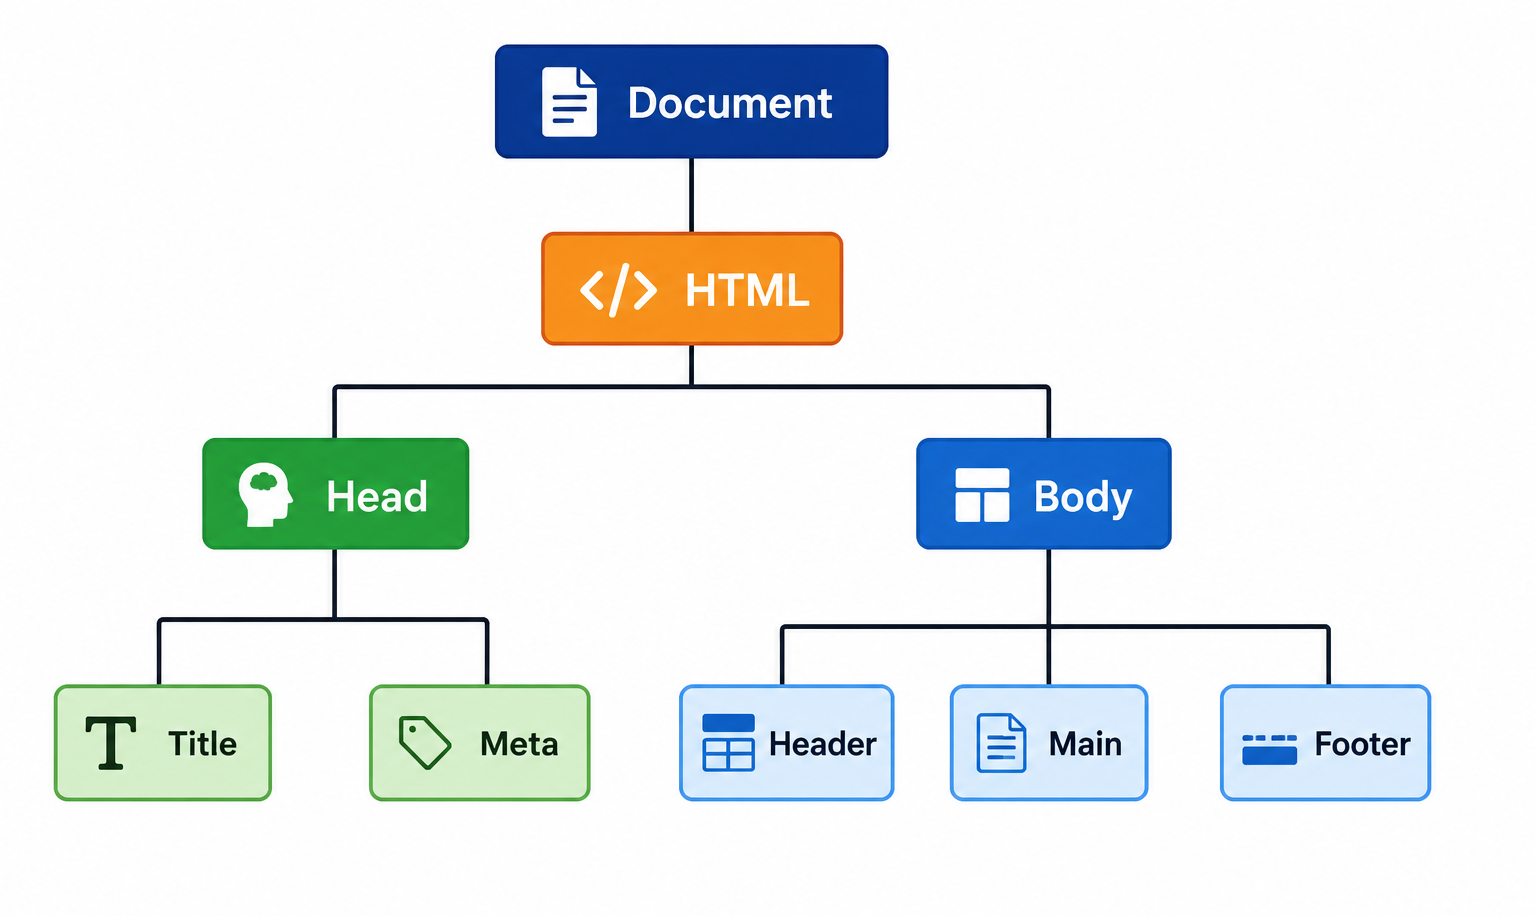 Document
</> HTML
Head
Body
Title
Meta
Header
Main
Footer